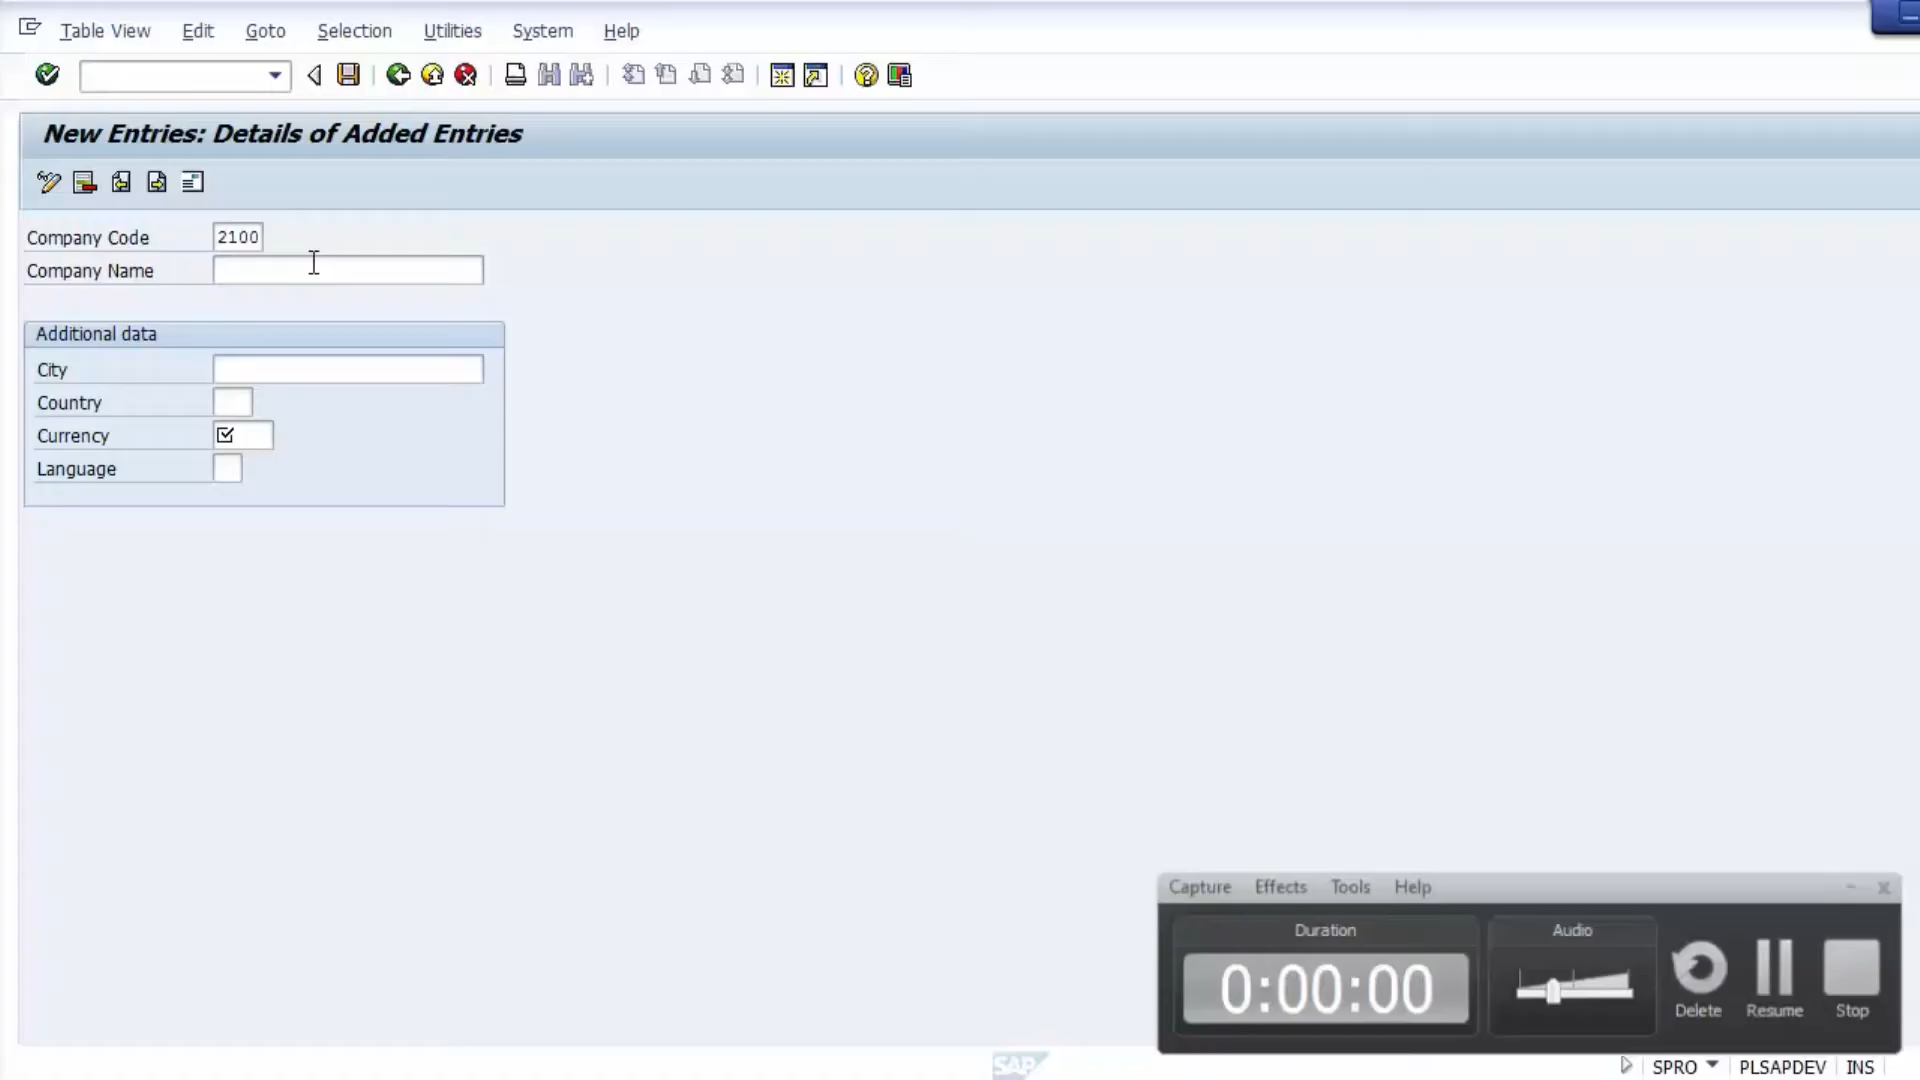 Table View Edit Goto Selection Utilities System Help
New Entries: Details of Added Entries
Company Code 2100
Company Name
Additional data
City
Country
Currency
Language
Capture Effects Tools Help
Duration Audio
0:00:00
Delete Resume Stop
SAP
SPRO PLSAPDEV INS